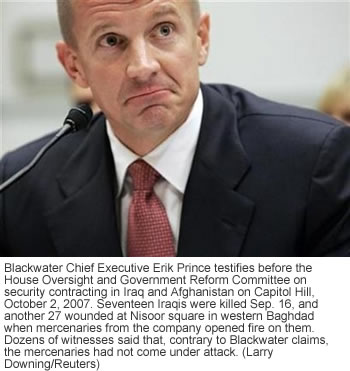 Blackwater Chief Executive Erik Prince testifies before the
House Oversight and Government Reform Committee on
security contracting in Iraq and Afghanistan on Capitol Hill,
October 2, 2007. Seventeen Iraqis were killed Sep. 16, and
another 27 wounded at Nisoor square in western Baghdad
when mercenaries from the company opened fire on them.
Dozens of witnesses said that, contrary to Blackwater claims,
the mercenaries had not come under attack. (Larry
Downing/Reuters)